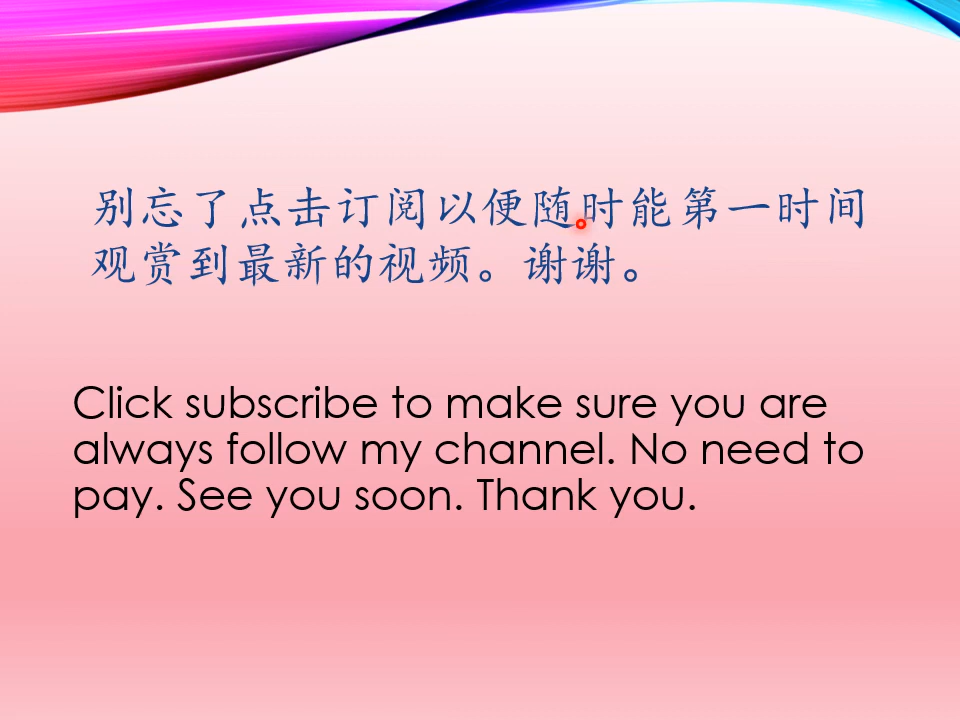 别忘了点击订阅以便随时能第一时间
观赏到最新的视频。谢谢。
Click subscribe to make sure you are
always follow my channel. No need to
pay. See you soon. Thank you.